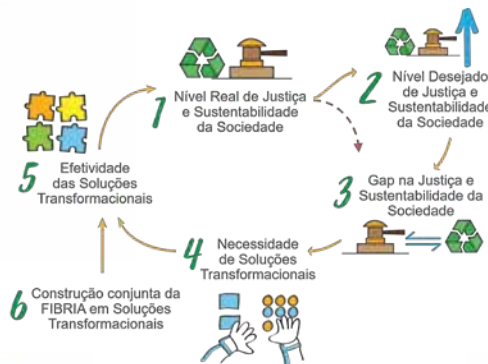 1 Nível Real de Justiça
e Sustentabilidade
da Sociedade
2 Nível Desejado
de Justiça e
Sustentabilidade
da Sociedade
3 Gap na Justiça e
Sustentabilidade da
Sociedade
4 Necessidade
de Soluções
Transformacionais
5 Efetividade
das Soluções
Transformacionais
6 Construção conjunta da
FIBRIA em Soluções
Transformacionais